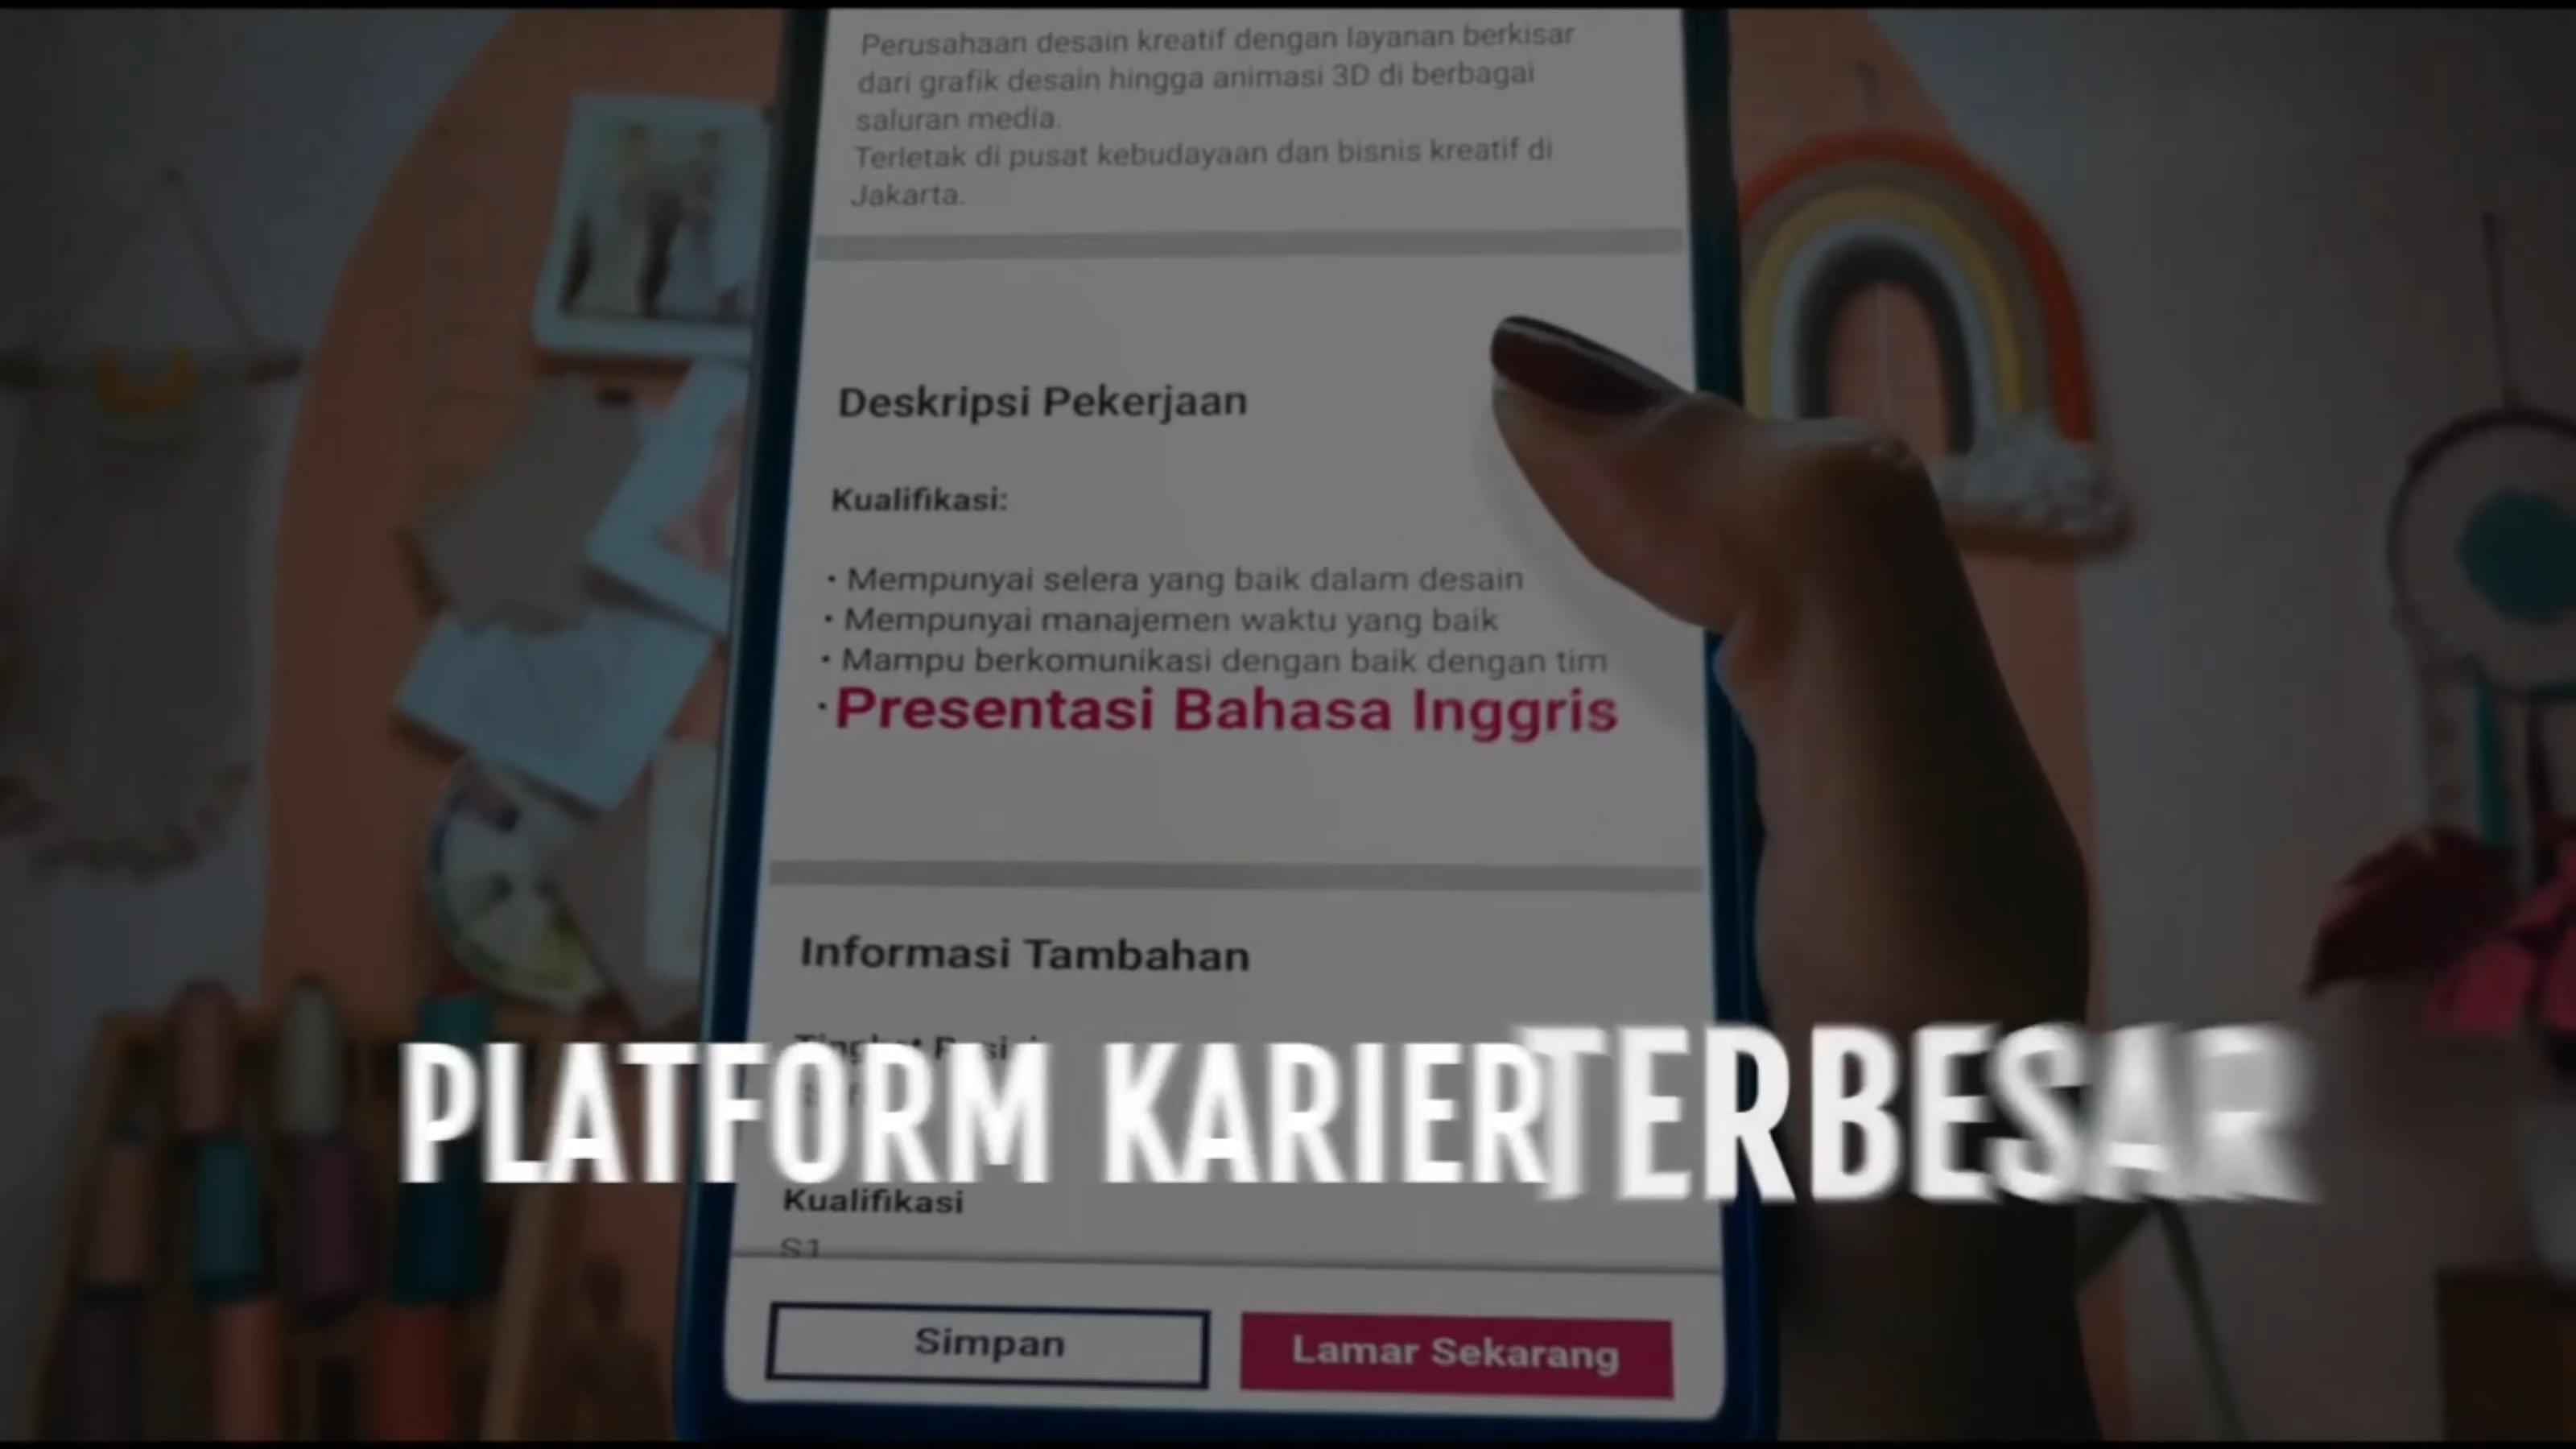 Perusahaan desain kreatif dengan layanan berkisar
dari grafik desain hingga animasi 3D di berbagai
saluran media.
Terletak di pusat kebudayaan dan bisnis kreatif di
Jakarta.
Deskripsi Pekerjaan
Kualifikasi:
• Mempunyai selera yang baik dalam desain
• Mempunyai manajemen waktu yang baik
• Mampu berkomunikasi dengan baik dengan tim
• Presentasi Bahasa Inggris
Informasi Tambahan
Tingkat Posisi
PLATFORM KARIER TERBESAR
Kualifikasi
S1
Simpan
Lamar Sekarang